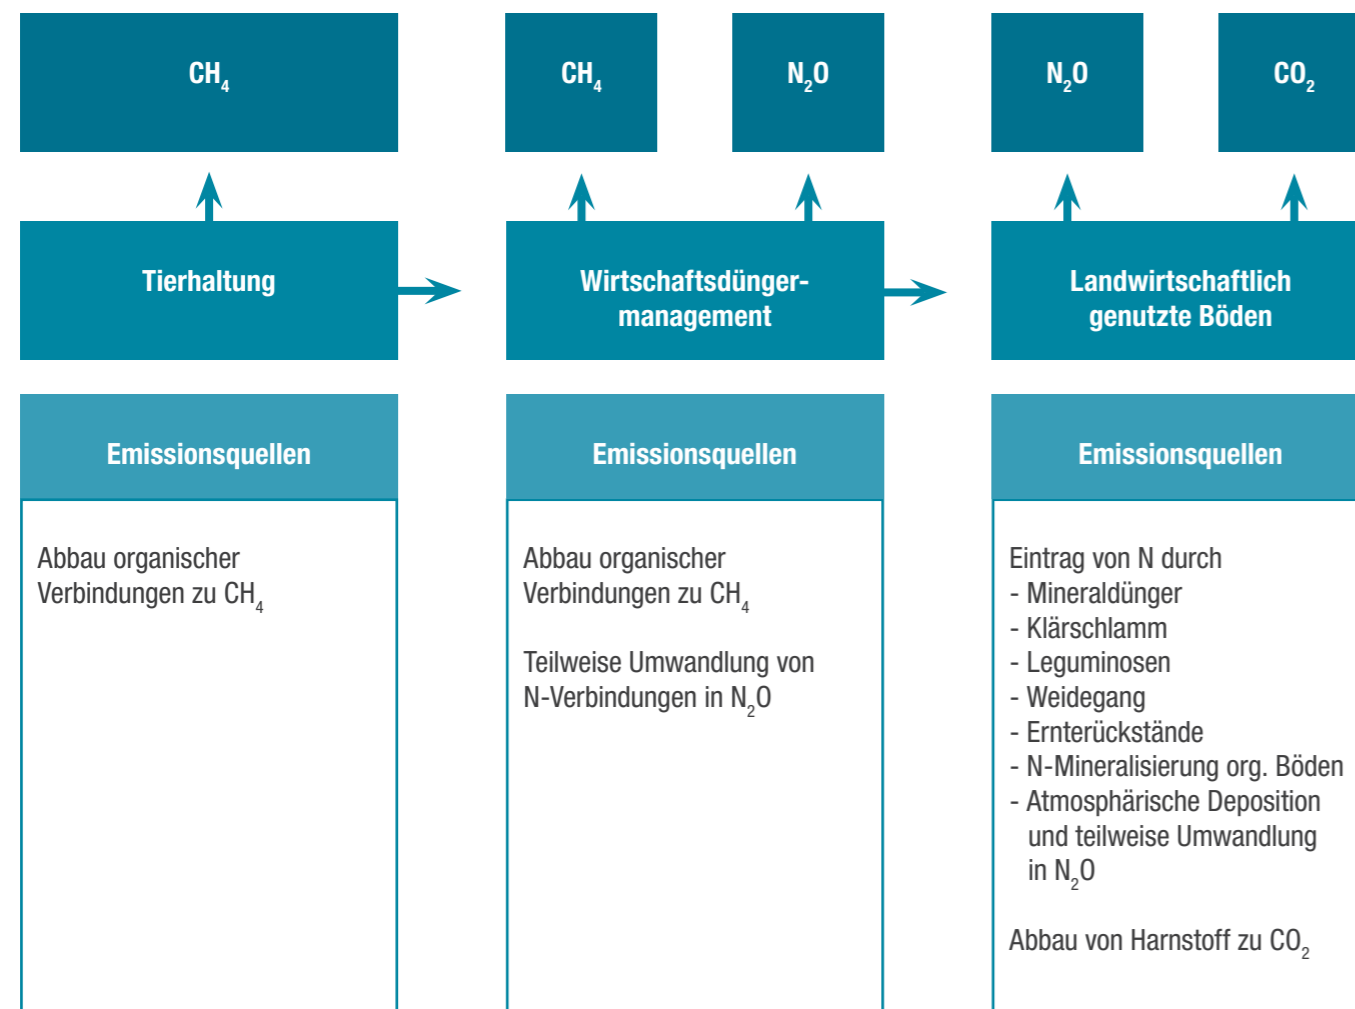 CH₄
CH₄
N₂O
N₂O
CO₂
Tierhaltung
Wirtschaftsdünger-
management
Landwirtschaftlich
genutzte Böden
Emissionsquellen
Emissionsquellen
Emissionsquellen
Abbau organischer
Verbindungen zu CH₄
Abbau organischer
Verbindungen zu CH₄
Teilweise Umwandlung von
N-Verbindungen in N₂O
Eintrag von N durch
- Mineraldünger
- Klärschlamm
- Leguminosen
- Weidegang
- Ernterückstände
- N-Mineralisierung org. Böden
- Atmosphärische Deposition
und teilweise Umwandlung
in N₂O
Abbau von Harnstoff zu CO₂